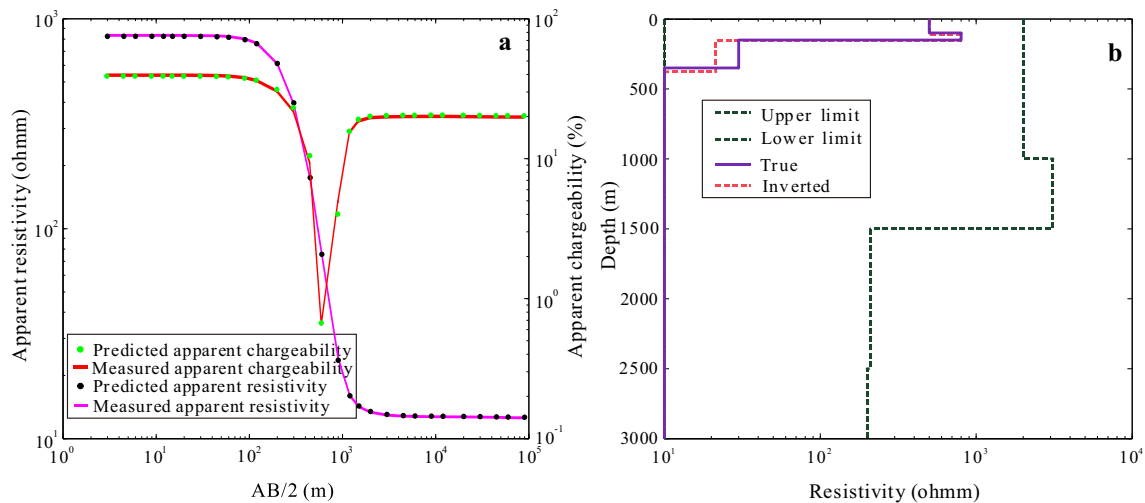 a
10³
10²
10¹
Apparent resistivity (ohmm)
10²
10¹
10⁰
10⁻¹
Apparent chargeability (%)
Predicted apparent chargeability
Measured apparent chargeability
Predicted apparent resistivity
Measured apparent resistivity
10⁰ 10¹ 10² 10³ 10⁴ 10⁵
AB/2 (m)
b
0
500
1000
1500
2000
2500
3000
Depth (m)
Upper limit
Lower limit
True
Inverted
10¹ 10² 10³ 10⁴
Resistivity (ohmm)